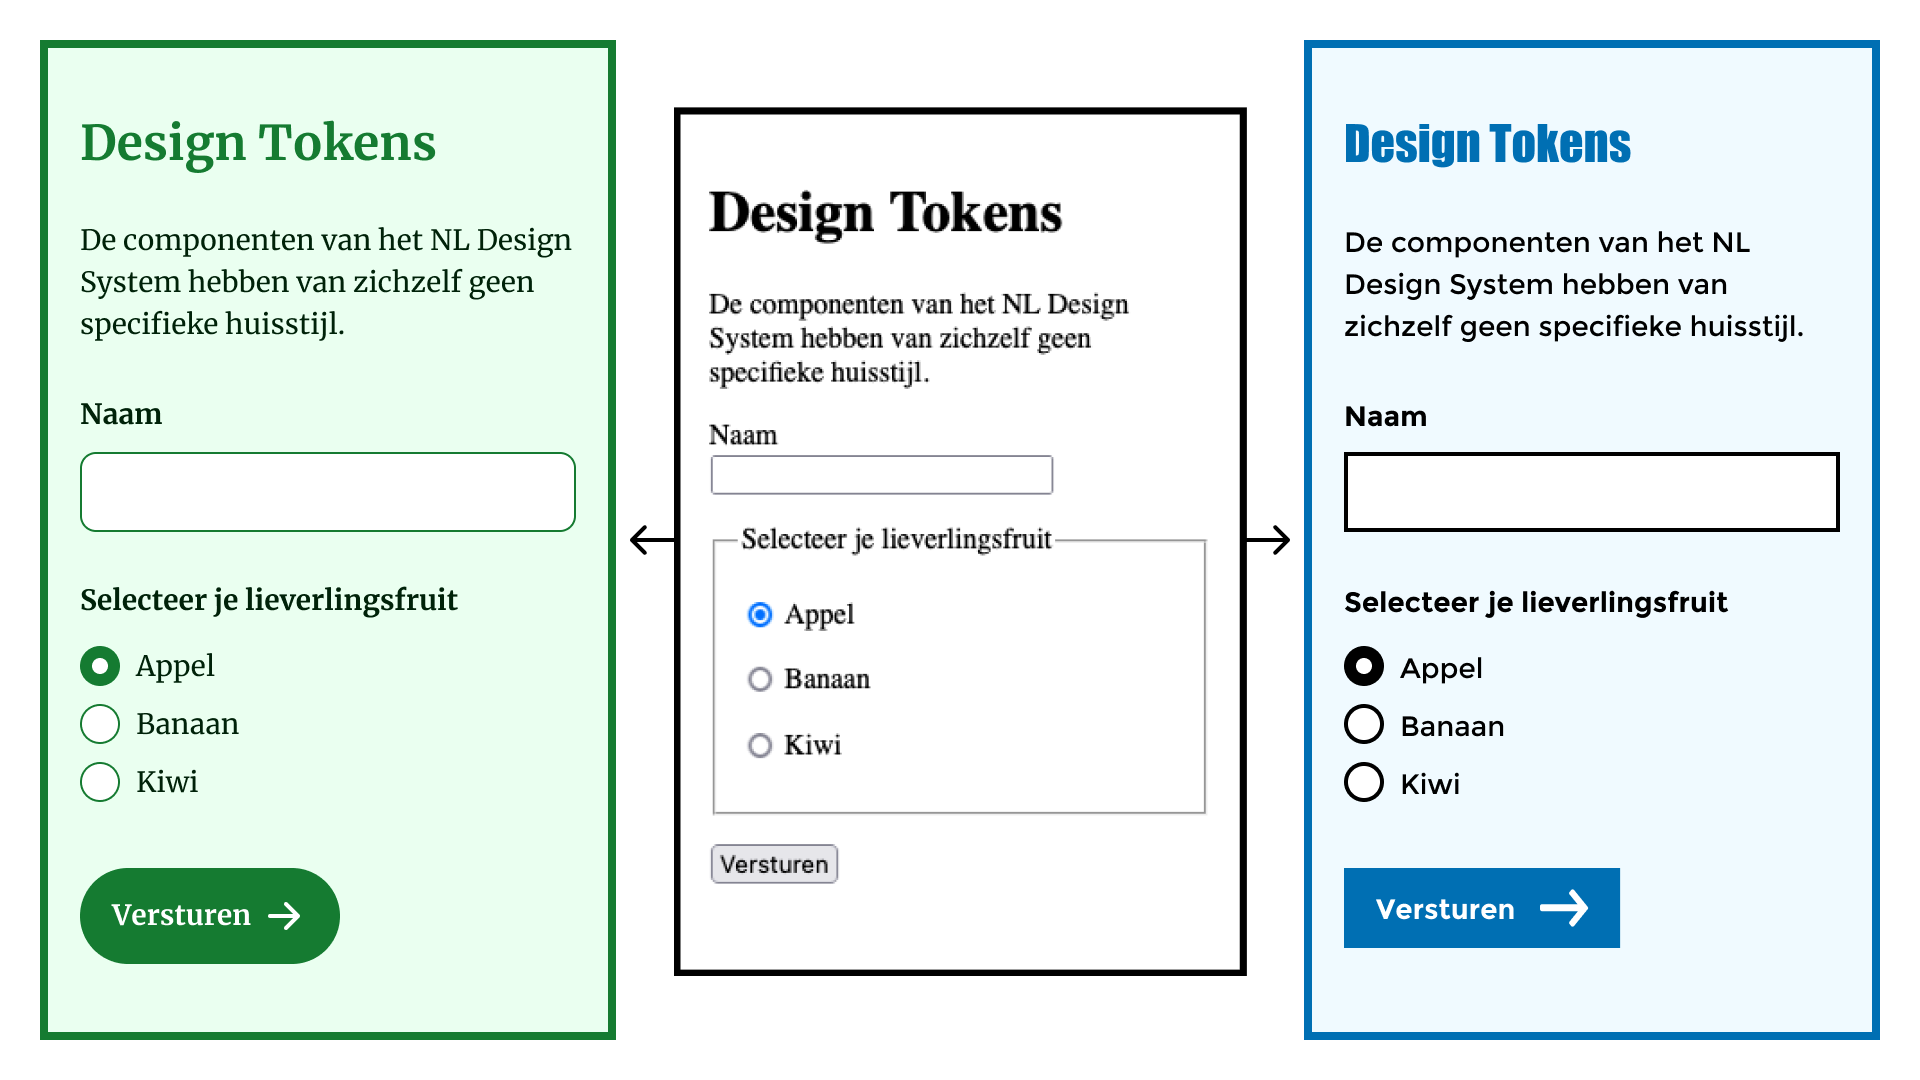 Design Tokens
De componenten van het NL Design
System hebben van zichzelf geen
specifieke huisstijl.
Naam
Selecteer je lieverlingsfruit
Appel
Banaan
Kiwi
Versturen
Design Tokens
De componenten van het NL Design
System hebben van zichzelf geen
specifieke huisstijl.
Naam
Selecteer je lieverlingsfruit
Appel
Banaan
Kiwi
Versturen
Design Tokens
De componenten van het NL
Design System hebben van
zichzelf geen specifieke huisstijl.
Naam
Selecteer je lieverlingsfruit
Appel
Banaan
Kiwi
Versturen